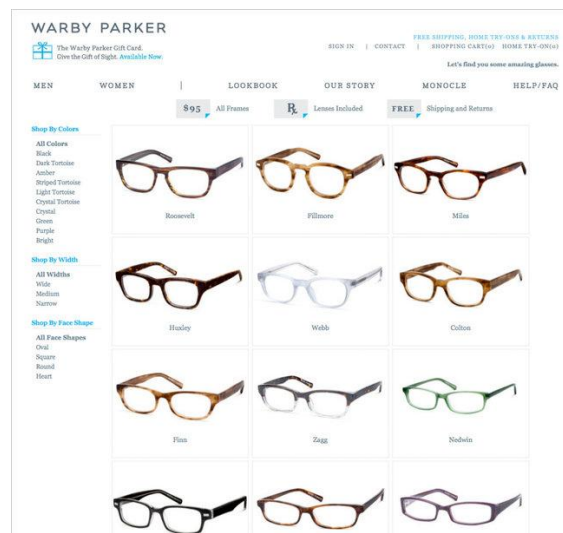 WARBY PARKER
The Warby Parker Gift Card.
Give the Gift of Sight. Available Now.
FREE SHIPPING, HOME TRY-ONS & RETURNS
SIGN IN | CONTACT | SHOPPING CART(0) HOME TRY-ON(0)
Let's find you some amazing glasses.
MEN WOMEN | LOOKBOOK OUR STORY MONOCLE HELP/FAQ
$95 All Frames Rx Lenses Included FREE Shipping and Returns
Shop By Colors
All Colors
Black
Dark Tortoise
Amber
Striped Tortoise
Light Tortoise
Crystal Tortoise
Crystal
Green
Purple
Bright
Shop By Width
All Widths
Wide
Medium
Narrow
Shop By Face Shape
All Face Shapes
Oval
Square
Round
Heart
Roosevelt Fillmore Miles
Huxley Webb Colton
Finn Zagg Nedwin